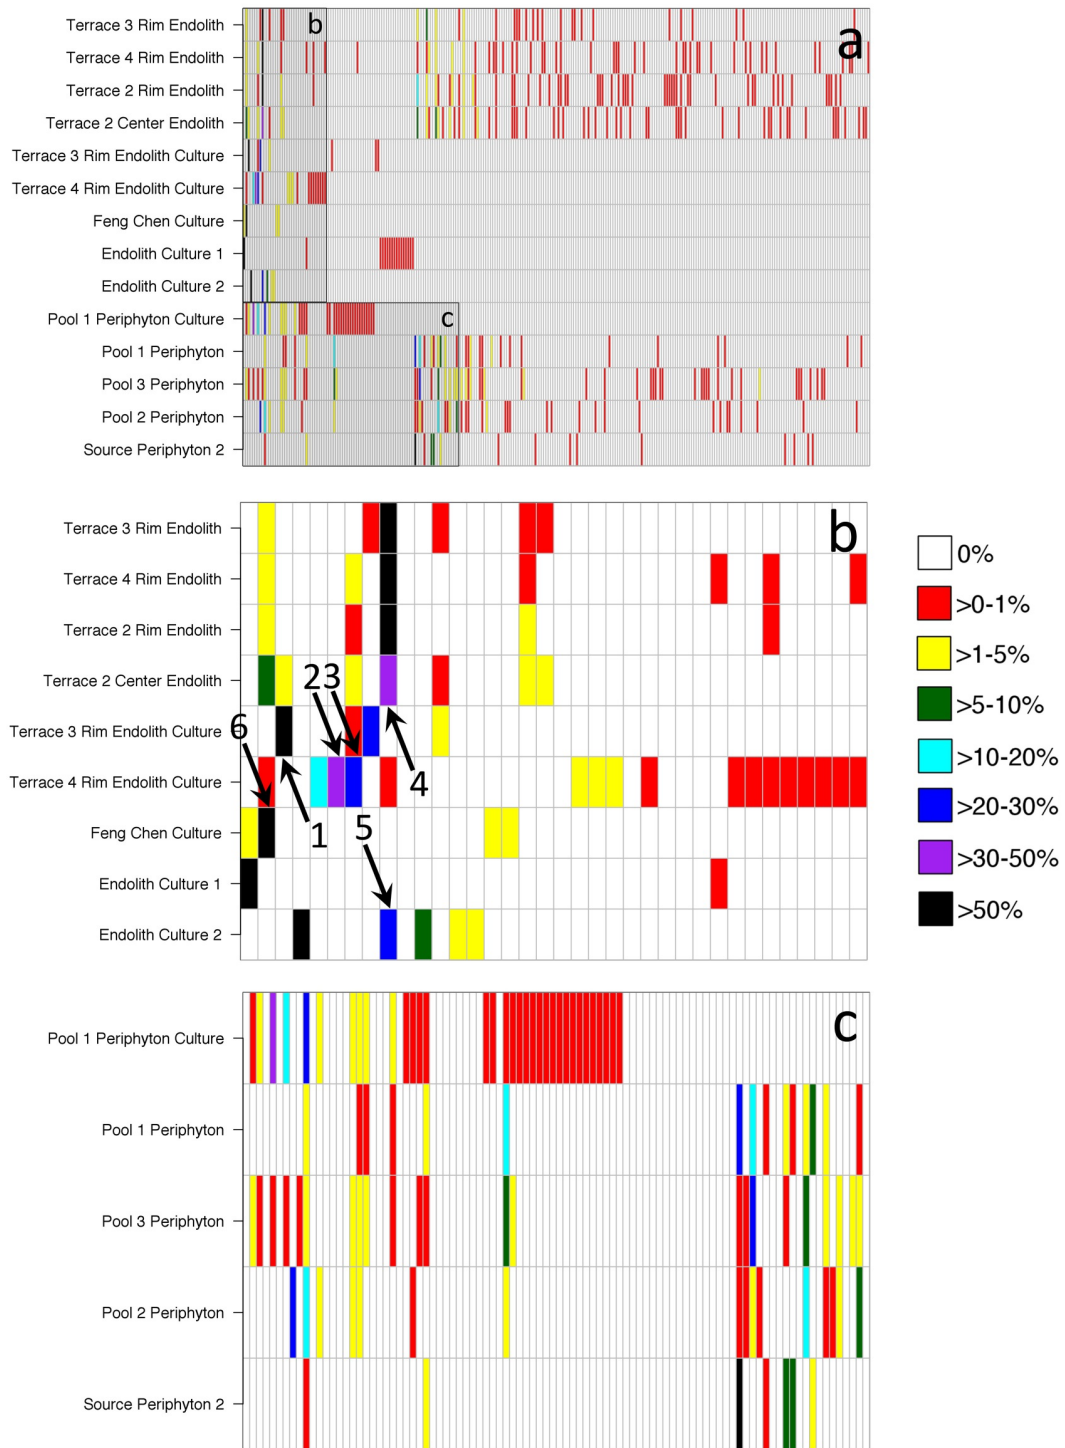 Terrace 3 Rim Endolith
b
a
Terrace 4 Rim Endolith
Terrace 2 Rim Endolith
Terrace 2 Center Endolith
Terrace 3 Rim Endolith Culture
Terrace 4 Rim Endolith Culture
Feng Chen Culture
Endolith Culture 1
Endolith Culture 2
Pool 1 Periphyton Culture
c
Pool 1 Periphyton
Pool 3 Periphyton
Pool 2 Periphyton
Source Periphyton 2
Terrace 3 Rim Endolith
b
Terrace 4 Rim Endolith
Terrace 2 Rim Endolith
Terrace 2 Center Endolith
23
Terrace 3 Rim Endolith Culture
6
Terrace 4 Rim Endolith Culture
4
Feng Chen Culture
1
5
Endolith Culture 1
Endolith Culture 2
0%
>0-1%
>1-5%
>5-10%
>10-20%
>20-30%
>30-50%
>50%
c
Pool 1 Periphyton Culture
Pool 1 Periphyton
Pool 3 Periphyton
Pool 2 Periphyton
Source Periphyton 2